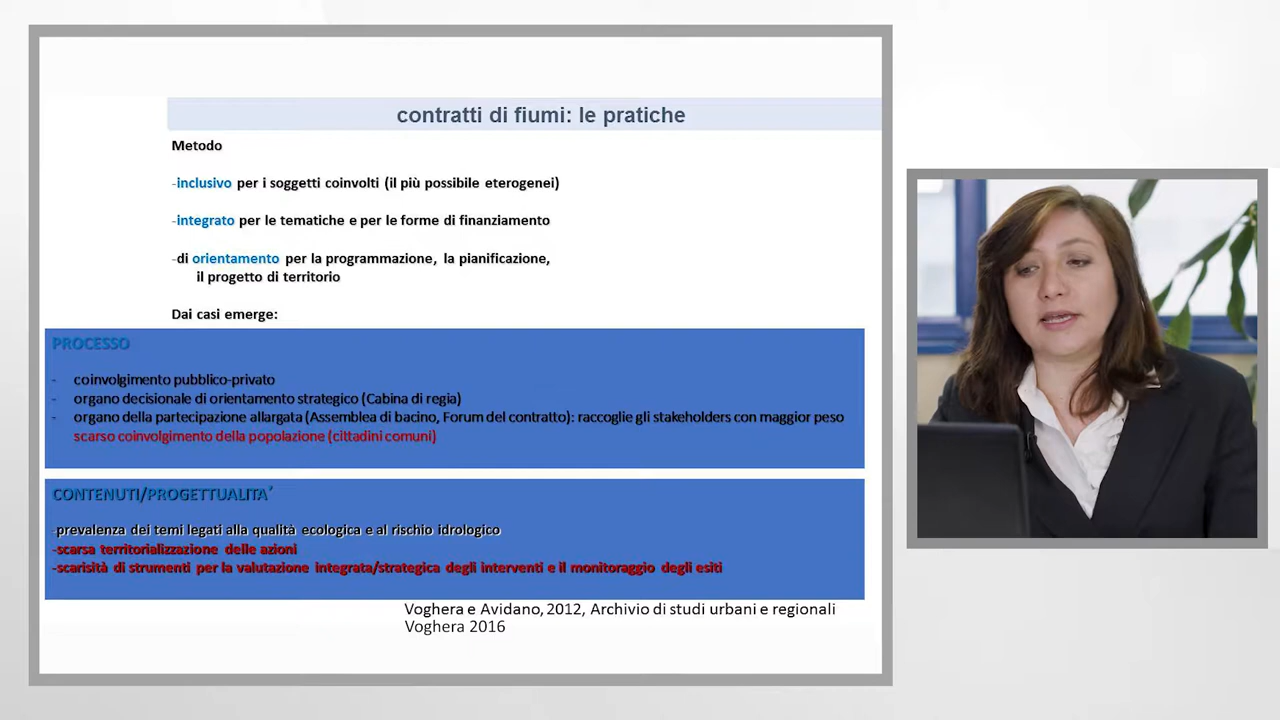 contratti di fiumi: le pratiche
Metodo
-inclusivo per i soggetti coinvolti (il più possibile eterogenei)
-integrato per le tematiche e per le forme di finanziamento
-di orientamento per la programmazione, la pianificazione,
il progetto di territorio
Dai casi emerge:
PROCESSO
- coinvolgimento pubblico-privato
- organo decisionale di orientamento strategico (Cabina di regia)
- organo della partecipazione allargata (Assemblea di bacino, Forum del contratto): raccoglie gli stakeholders con maggior peso
scarso coinvolgimento della popolazione (cittadini comuni)
CONTENUTI/PROGETTUALITA’
-prevalenza dei temi legati alla qualità ecologica e al rischio idrologico
-scarsa territorializzazione delle azioni
-scarisità di strumenti per la valutazione integrata/strategica degli interventi e il monitoraggio degli esiti
Voghera e Avidano, 2012, Archivio di studi urbani e regionali
Voghera 2016